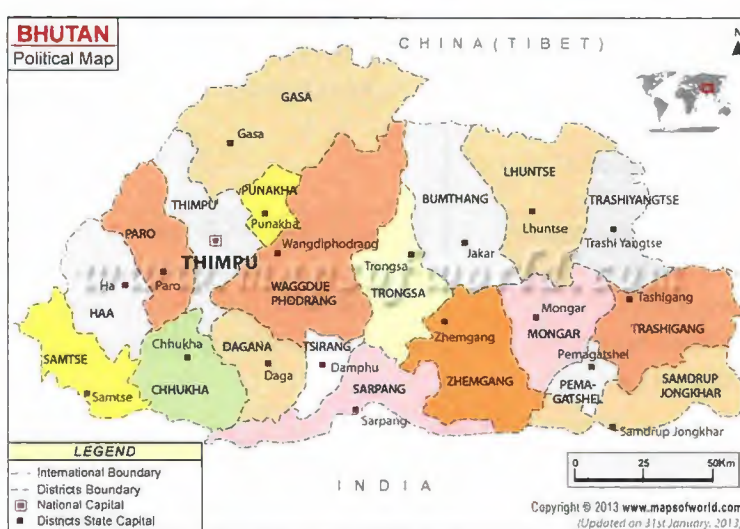 BHUTAN
Political Map
CHINA (TIBET)
N
GASA
Gasa
PUNAKHA
Punakha
THIMPU
THIMPU
PARO
Paro
Ha
HAA
Wangdiphodrang
WAGGDUE
PHODRANG
BUMTHANG
Jakar
LHUNTSE
Lhuntse
TRASHIYANGTSE
Trashi Yangtse
Trongsa
TRONGSA
SAMTSE
Samtse
Chhukha
CHHUKHA
DAGANA
Daga
TSIRANG
Damphu
SARPANG
Sarpang
Zhemgang
ZHEMGANG
Mongar
MONGAR
Tashigang
TRASHIGANG
Pemagatshel
PEMA-
GATSHEL
SAMDRUP
JONGKHAR
Samdrup Jongkhar
INDIA
LEGEND
International Boundary
Districts Boundary
National Capital
Districts State Capital
0 25 50Km
Copyright © 2013 www.mapsofworld.com
(Updated on 31st January, 2013